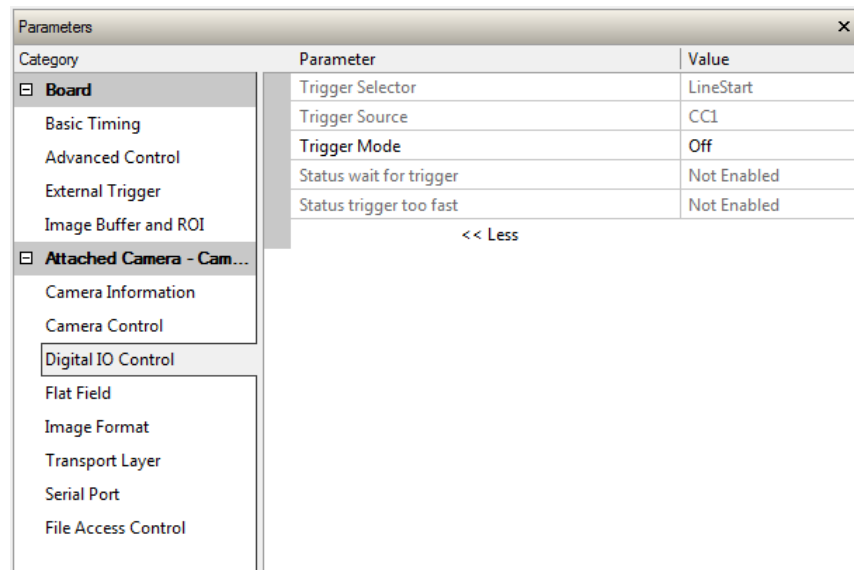 Parameters ×
Category Parameter Value
Board
Basic Timing
Advanced Control
External Trigger
Image Buffer and ROI
Attached Camera - Cam...
Camera Information
Camera Control
Digital IO Control
Flat Field
Image Format
Transport Layer
Serial Port
File Access Control
Trigger Selector LineStart
Trigger Source CC1
Trigger Mode Off
Status wait for trigger Not Enabled
Status trigger too fast Not Enabled
<< Less